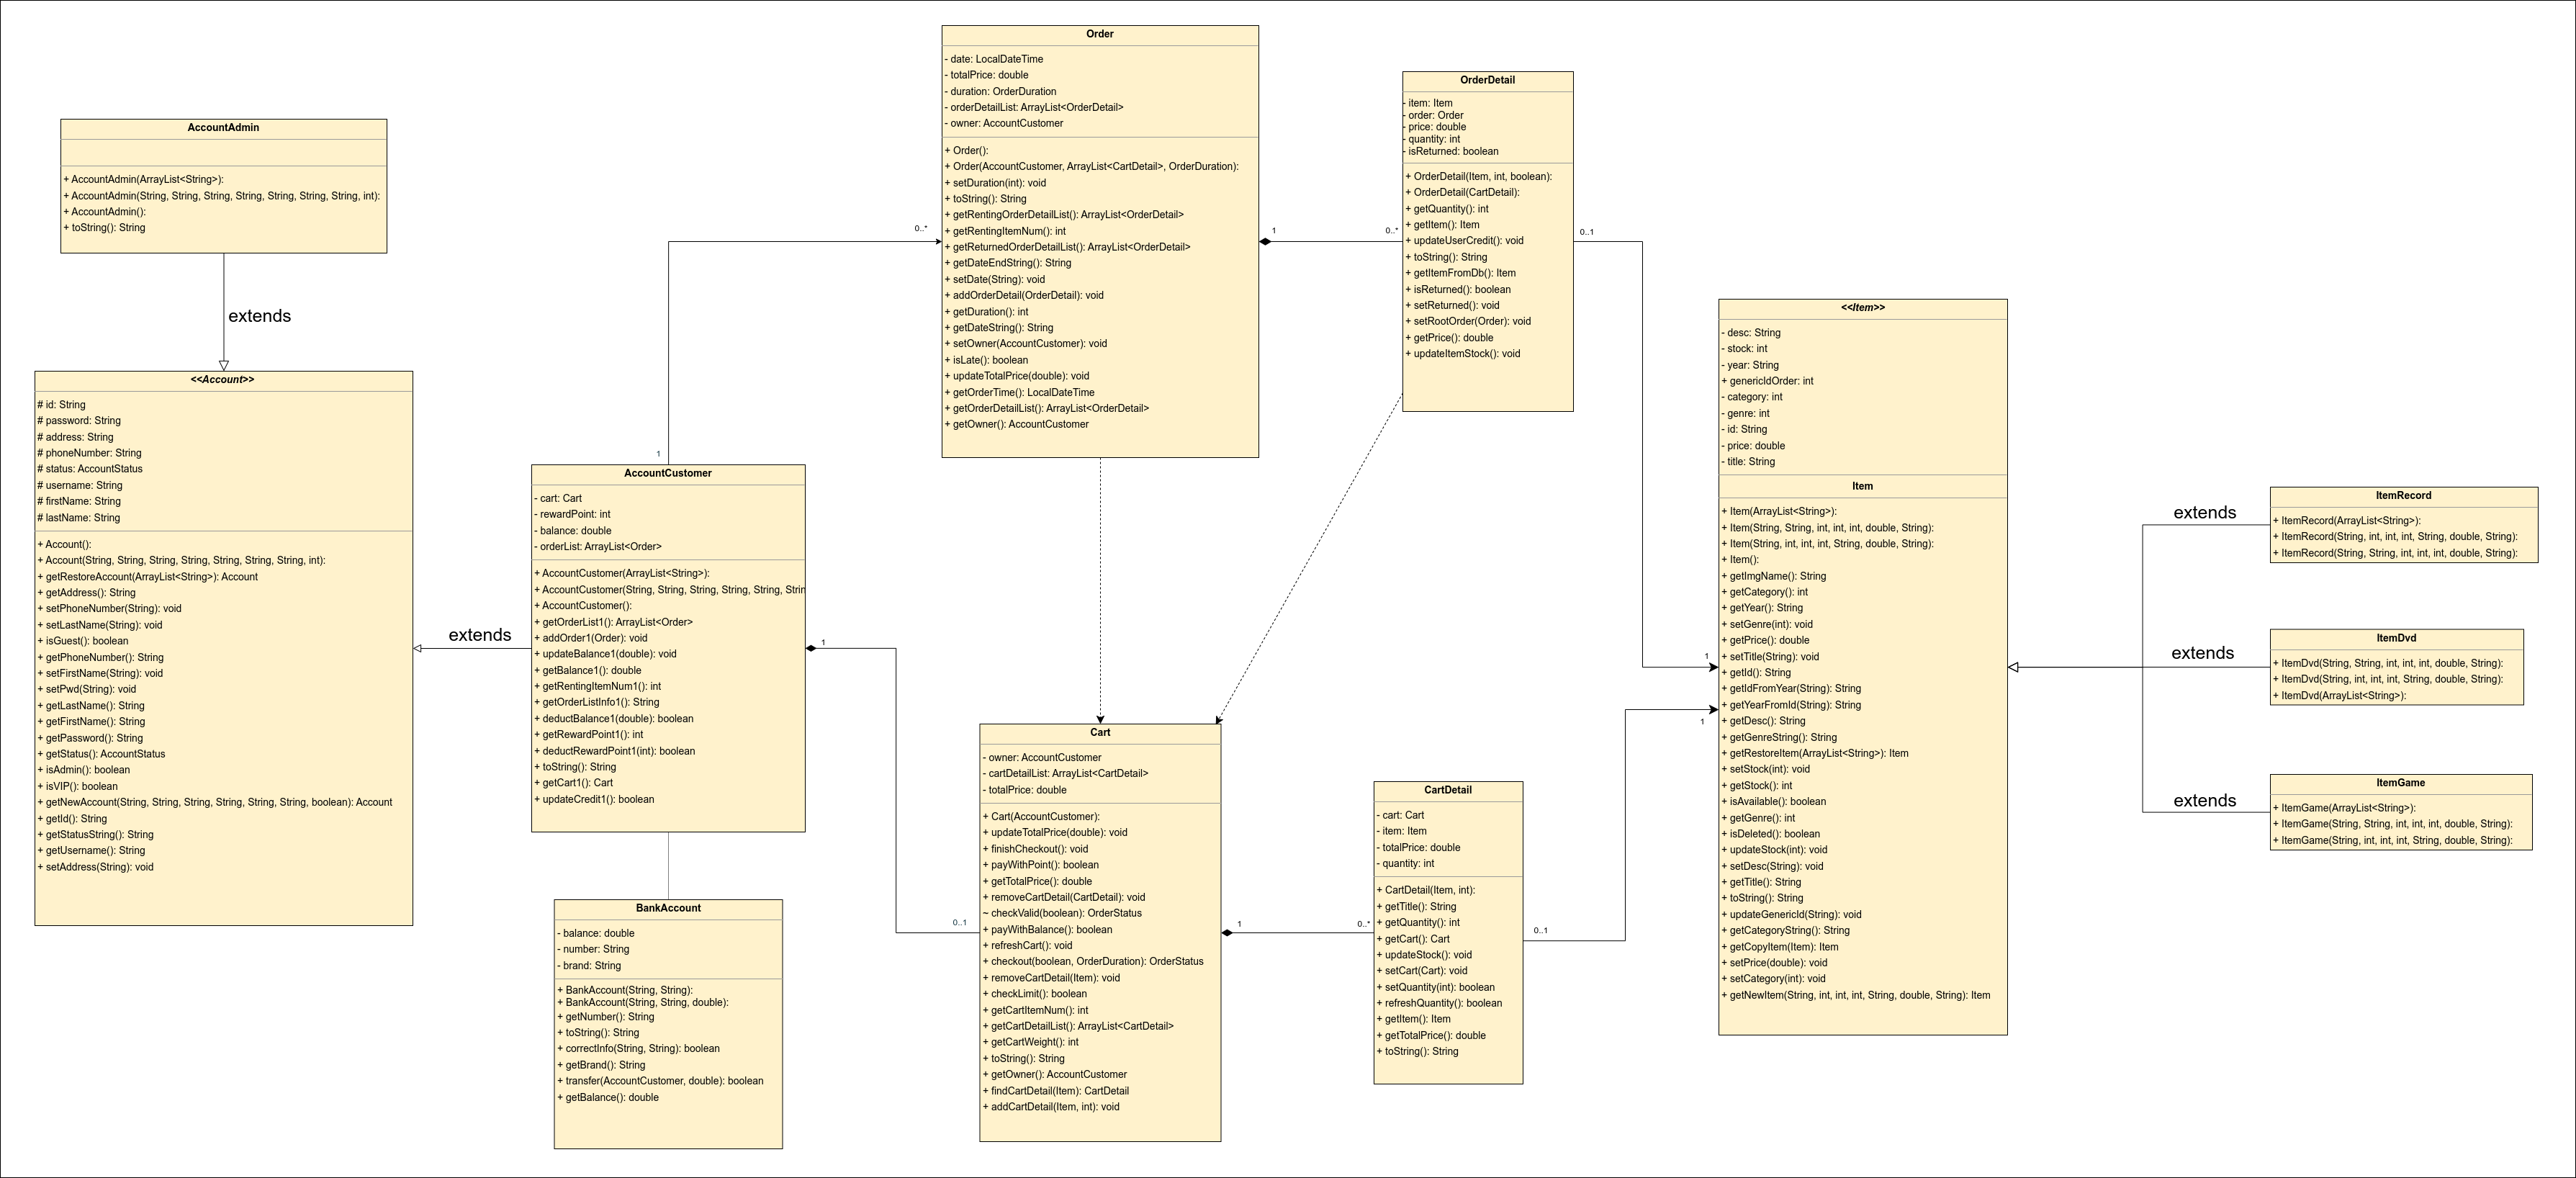 Order
- date: LocalDateTime
- totalPrice: double
- duration: OrderDuration
- orderDetailList: ArrayList<OrderDetail>
- owner: AccountCustomer
+ Order():
+ Order(AccountCustomer, ArrayList<CartDetail>, OrderDuration):
+ setDuration(int): void
+ toString(): String
+ getRentingOrderDetailList(): ArrayList<OrderDetail>
+ getRentingItemNum(): int
+ getReturnedOrderDetailList(): ArrayList<OrderDetail>
+ getDateEndString(): String
+ setDate(String): void
+ addOrderDetail(OrderDetail): void
+ getDuration(): int
+ getDateString(): String
+ setOwner(AccountCustomer): void
+ isLate(): boolean
+ updateTotalPrice(double): void
+ getOrderTime(): LocalDateTime
+ getOrderDetailList(): ArrayList<OrderDetail>
+ getOwner(): AccountCustomer
OrderDetail
- item: Item
- order: Order
- price: double
- quantity: int
- isReturned: boolean
+ OrderDetail(Item, int, boolean):
+ OrderDetail(CartDetail):
+ getQuantity(): int
+ getItem(): Item
+ updateUserCredit(): void
+ toString(): String
+ getItemFromDb(): Item
+ isReturned(): boolean
+ setReturned(): void
+ setRootOrder(Order): void
+ getPrice(): double
+ updateItemStock(): void
AccountAdmin
+ AccountAdmin(ArrayList<String>):
+ AccountAdmin(String, String, String, String, String, String, String, int):
+ AccountAdmin():
+ toString(): String
extends
0..*
1
0..*
0..1
1
<<Account>>
# id: String
# password: String
# address: String
# phoneNumber: String
# status: AccountStatus
# username: String
# firstName: String
# lastName: String
+ Account():
+ Account(String, String, String, String, String, String, String, int):
+ getRestoreAccount(ArrayList<String>): Account
+ getAddress(): String
+ setPhoneNumber(String): void
+ setLastName(String): void
+ isGuest(): boolean
+ getPhoneNumber(): String
+ setFirstName(String): void
+ setPwd(String): void
+ getLastName(): String
+ getFirstName(): String
+ getPassword(): String
+ getStatus(): AccountStatus
+ isAdmin(): boolean
+ isVIP(): boolean
+ getNewAccount(String, String, String, String, String, String, boolean): Account
+ getId(): String
+ getStatusString(): String
+ getUsername(): String
+ setAddress(String): void
extends
AccountCustomer
- cart: Cart
- rewardPoint: int
- balance: double
- orderList: ArrayList<Order>
+ AccountCustomer(ArrayList<String>):
+ AccountCustomer(String, String, String, String, String, Strin
+ AccountCustomer():
+ getOrderList1(): ArrayList<Order>
+ addOrder1(Order): void
+ updateBalance1(double): void
+ getBalance1(): double
+ getRentingItemNum1(): int
+ getOrderListInfo1(): String
+ deductBalance1(double): boolean
+ getRewardPoint1(): int
+ deductRewardPoint1(int): boolean
+ toString(): String
+ getCart1(): Cart
+ updateCredit1(): boolean
1
0..1
BankAccount
- balance: double
- number: String
- brand: String
+ BankAccount(String, String):
+ BankAccount(String, String, double):
+ getNumber(): String
+ toString(): String
+ correctInfo(String, String): boolean
+ getBrand(): String
+ transfer(AccountCustomer, double): boolean
+ getBalance(): double
Cart
- owner: AccountCustomer
- cartDetailList: ArrayList<CartDetail>
- totalPrice: double
+ Cart(AccountCustomer):
+ updateTotalPrice(double): void
+ finishCheckout(): void
+ payWithPoint(): boolean
+ getTotalPrice(): double
+ removeCartDetail(CartDetail): void
~ checkValid(boolean): OrderStatus
+ payWithBalance(): boolean
+ refreshCart(): void
+ checkout(boolean, OrderDuration): OrderStatus
+ removeCartDetail(Item): void
+ checkLimit(): boolean
+ getCartItemNum(): int
+ getCartDetailList(): ArrayList<CartDetail>
+ getCartWeight(): int
+ toString(): String
+ getOwner(): AccountCustomer
+ findCartDetail(Item): CartDetail
+ addCartDetail(Item, int): void
1
0..*
CartDetail
- cart: Cart
- item: Item
- totalPrice: double
- quantity: int
+ CartDetail(Item, int):
+ getTitle(): String
+ getQuantity(): int
+ getCart(): Cart
+ updateStock(): void
+ setCart(Cart): void
+ setQuantity(int): boolean
+ refreshQuantity(): boolean
+ getItem(): Item
+ getTotalPrice(): double
+ toString(): String
0..1
1
1
<<Item>>
- desc: String
- stock: int
- year: String
+ genericIdOrder: int
- category: int
- genre: int
- id: String
- price: double
- title: String
Item
+ Item(ArrayList<String>):
+ Item(String, String, int, int, int, double, String):
+ Item(String, int, int, int, String, double, String):
+ Item():
+ getImgName(): String
+ getCategory(): int
+ getYear(): String
+ setGenre(int): void
+ getPrice(): double
+ setTitle(String): void
+ getId(): String
+ getIdFromYear(String): String
+ getYearFromId(String): String
+ getDesc(): String
+ getGenreString(): String
+ getRestoreItem(ArrayList<String>): Item
+ setStock(int): void
+ getStock(): int
+ isAvailable(): boolean
+ getGenre(): int
+ isDeleted(): boolean
+ updateStock(int): void
+ setDesc(String): void
+ getTitle(): String
+ toString(): String
+ updateGenericId(String): void
+ getCategoryString(): String
+ getCopyItem(Item): Item
+ setPrice(double): void
+ setCategory(int): void
+ getNewItem(String, int, int, int, String, double, String): Item
extends
ItemRecord
+ ItemRecord(ArrayList<String>):
+ ItemRecord(String, int, int, int, String, double, String):
+ ItemRecord(String, String, int, int, int, double, String):
extends
ItemDvd
+ ItemDvd(String, String, int, int, int, double, String):
+ ItemDvd(String, int, int, int, String, double, String):
+ ItemDvd(ArrayList<String>):
extends
ItemGame
+ ItemGame(ArrayList<String>):
+ ItemGame(String, String, int, int, int, double, String):
+ ItemGame(String, int, int, int, String, double, String):